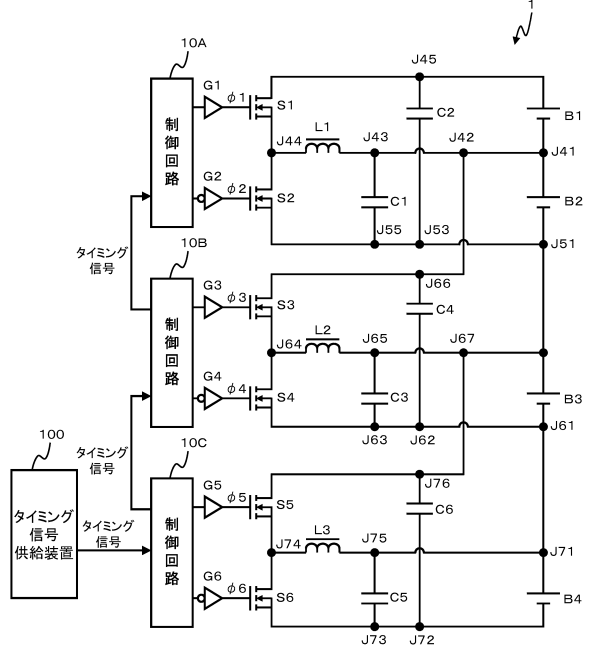 1
10A
J45
G1
φ1
S1
C2
B1
制
御
回
路
L1
J44
J43
J42
J41
G2
φ2
S2
C1
B2
J55
J53
J51
タイミング
信号
10B
G3
φ3
S3
J66
C4
制
御
回
路
L2
J64
J65
J67
G4
φ4
S4
C3
B3
J63
J62
J61
100
タイミング
信号
10C
タイミング
信号
供給装置
タイミング
信号
G5
φ5
S5
J76
C6
制
御
回
路
L3
J74
J75
J71
G6
φ6
S6
C5
B4
J73
J72